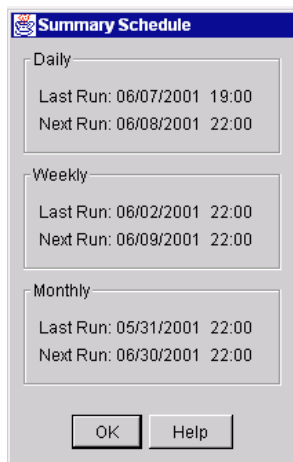 Summary Schedule
Daily
Last Run: 06/07/2001 19:00
Next Run: 06/08/2001 22:00
Weekly
Last Run: 06/02/2001 22:00
Next Run: 06/09/2001 22:00
Monthly
Last Run: 05/31/2001 22:00
Next Run: 06/30/2001 22:00
OK Help